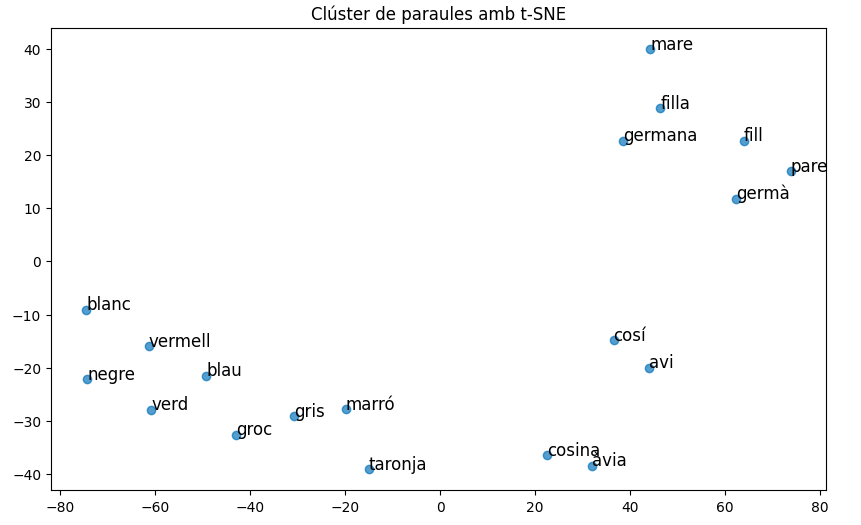 Clúster de paraules amb t-SNE
40
mare
30
filla
germana
fill
20
pare
germà
10
0
blanc
−10
cosí
vermell
−20
avi
blau
negre
verd
gris
marró
−30
groc
cosina
àvia
taronja
−40
−80
−60
−40
−20
0
20
40
60
80